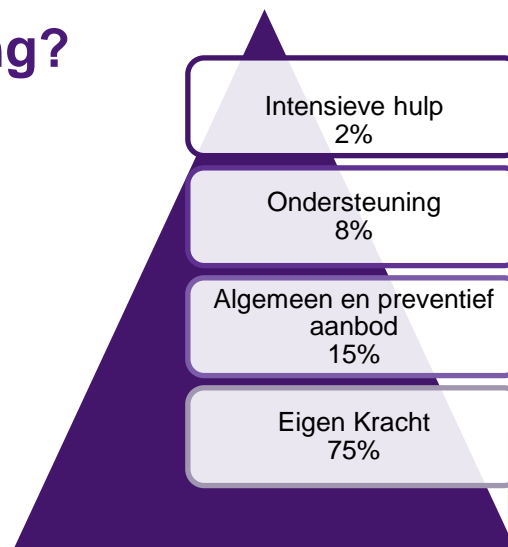 ng?
Intensieve hulp
2%
Ondersteuning
8%
Algemeen en preventief
aanbod
15%
Eigen Kracht
75%